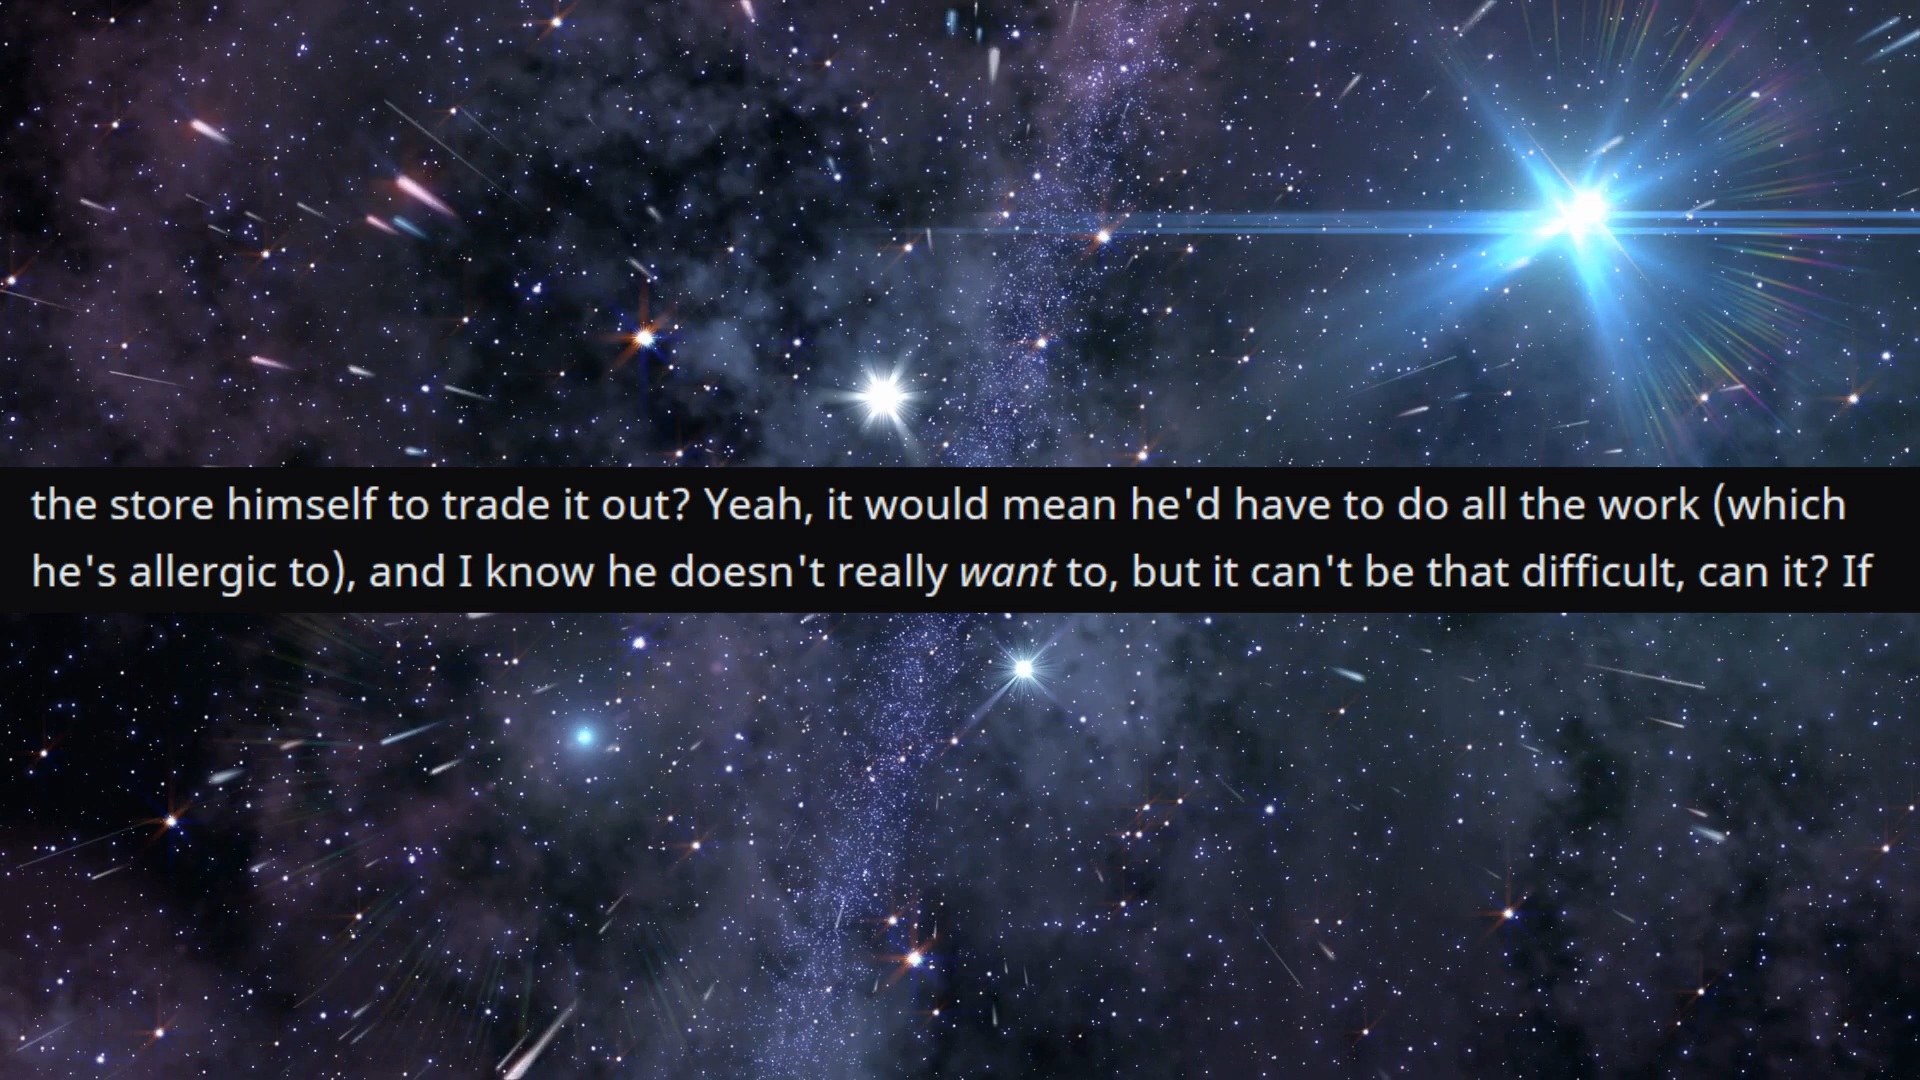 the store himself to trade it out? Yeah, it would mean he'd have to do all the work (which
he's allergic to), and I know he doesn't really want to, but it can't be that difficult, can it? If